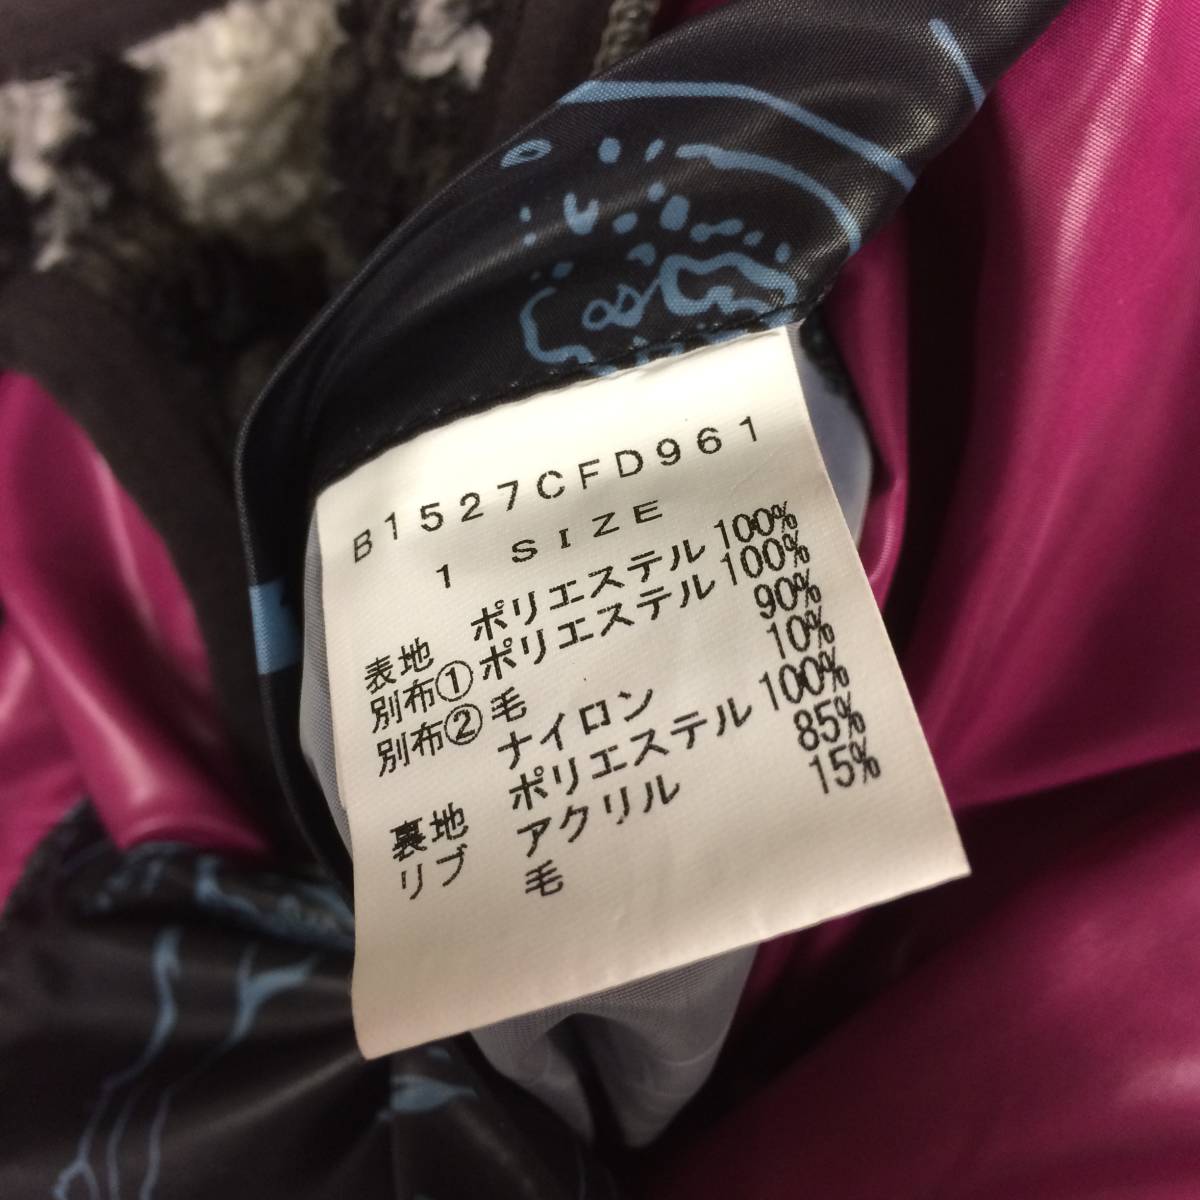 B1527CFD961
1 SIZE
表地 ポリエステル 100%
別布① ポリエステル 100%
別布② 毛 90%
ナイロン 10%
裏地 ポリエステル 100%
リブ アクリル 85%
毛 15%